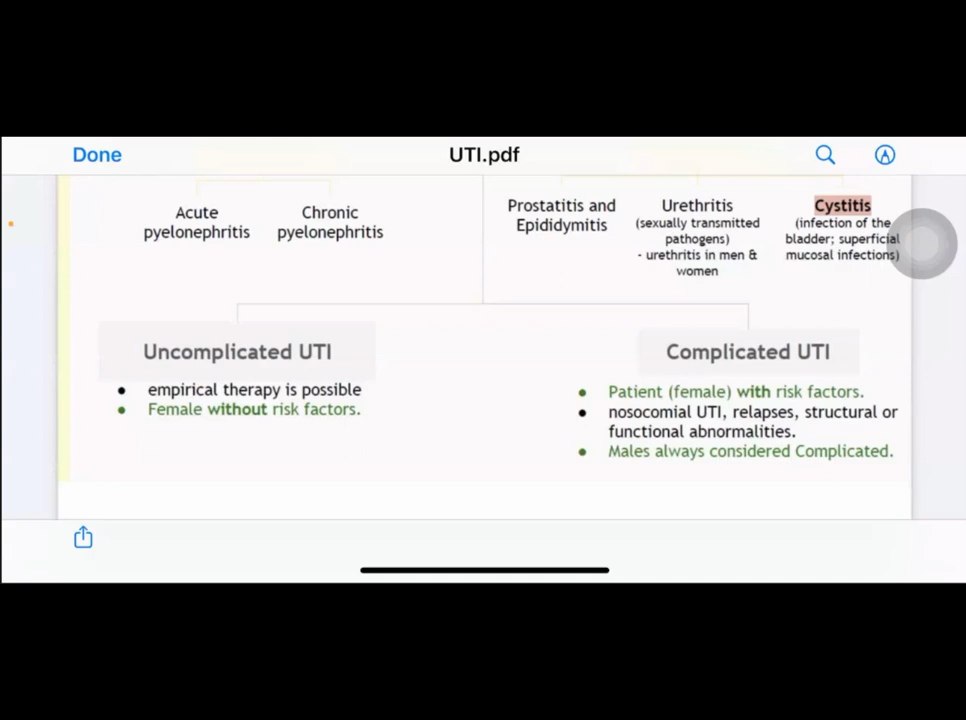 Done
UTI.pdf
Acute
pyelonephritis
Chronic
pyelonephritis
Prostatitis and
Epididymitis
Urethritis
(sexually transmitted
pathogens)
- urethritis in men &
women
Cystitis
(infection of the
bladder; superficial
mucosal infections)
Uncomplicated UTI
• empirical therapy is possible
• Female without risk factors.
Complicated UTI
• Patient (female) with risk factors.
• nosocomial UTI, relapses, structural or
functional abnormalities.
• Males always considered Complicated.